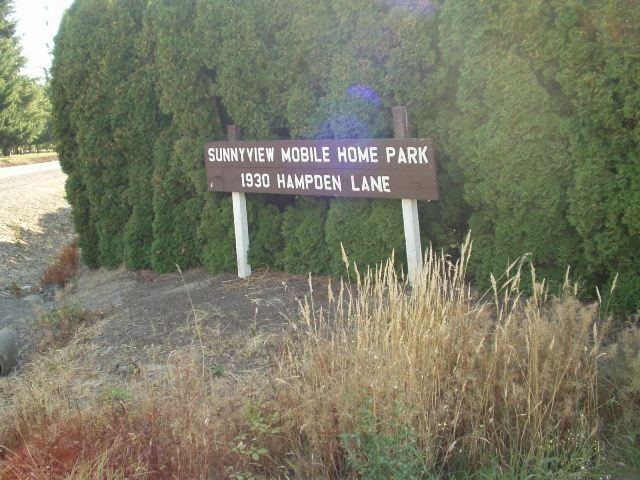 SUNNYVIEW MOBILE HOME PARK
1930 HAMPDEN LANE